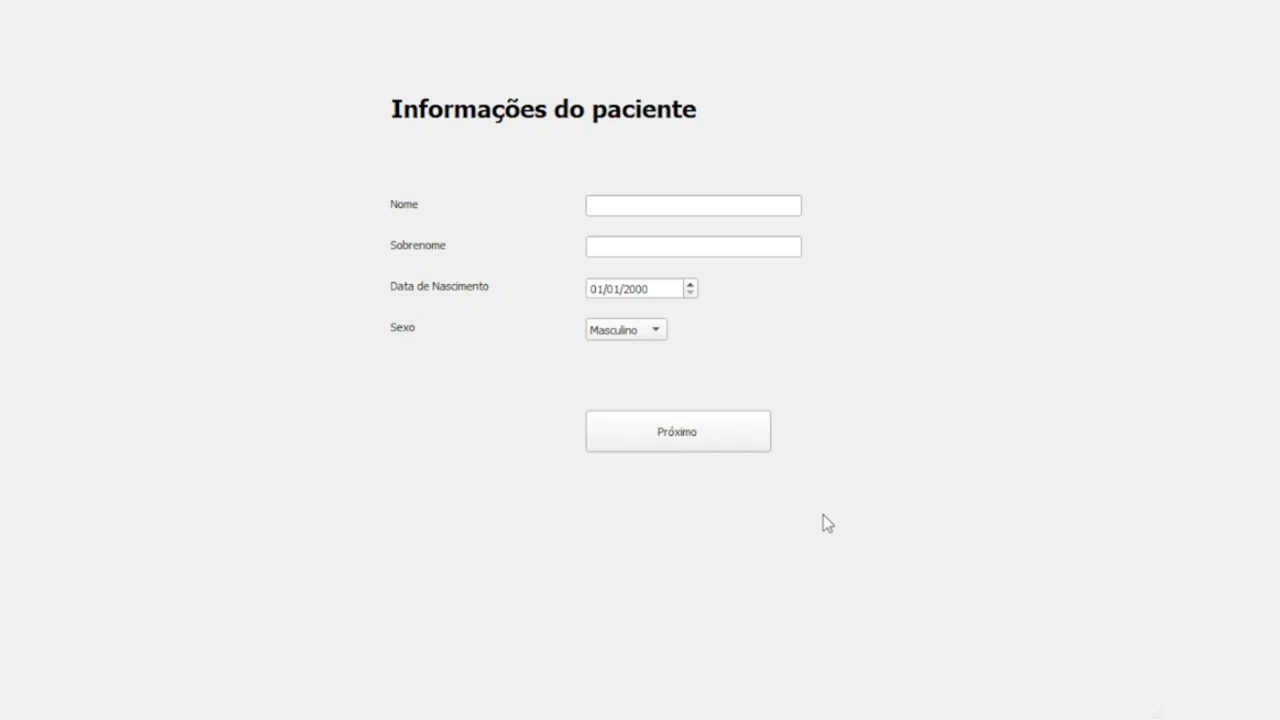 Informações do paciente
Nome
Sobrenome
Data de Nascimento
01/01/2000
Sexo
Masculino
Próximo